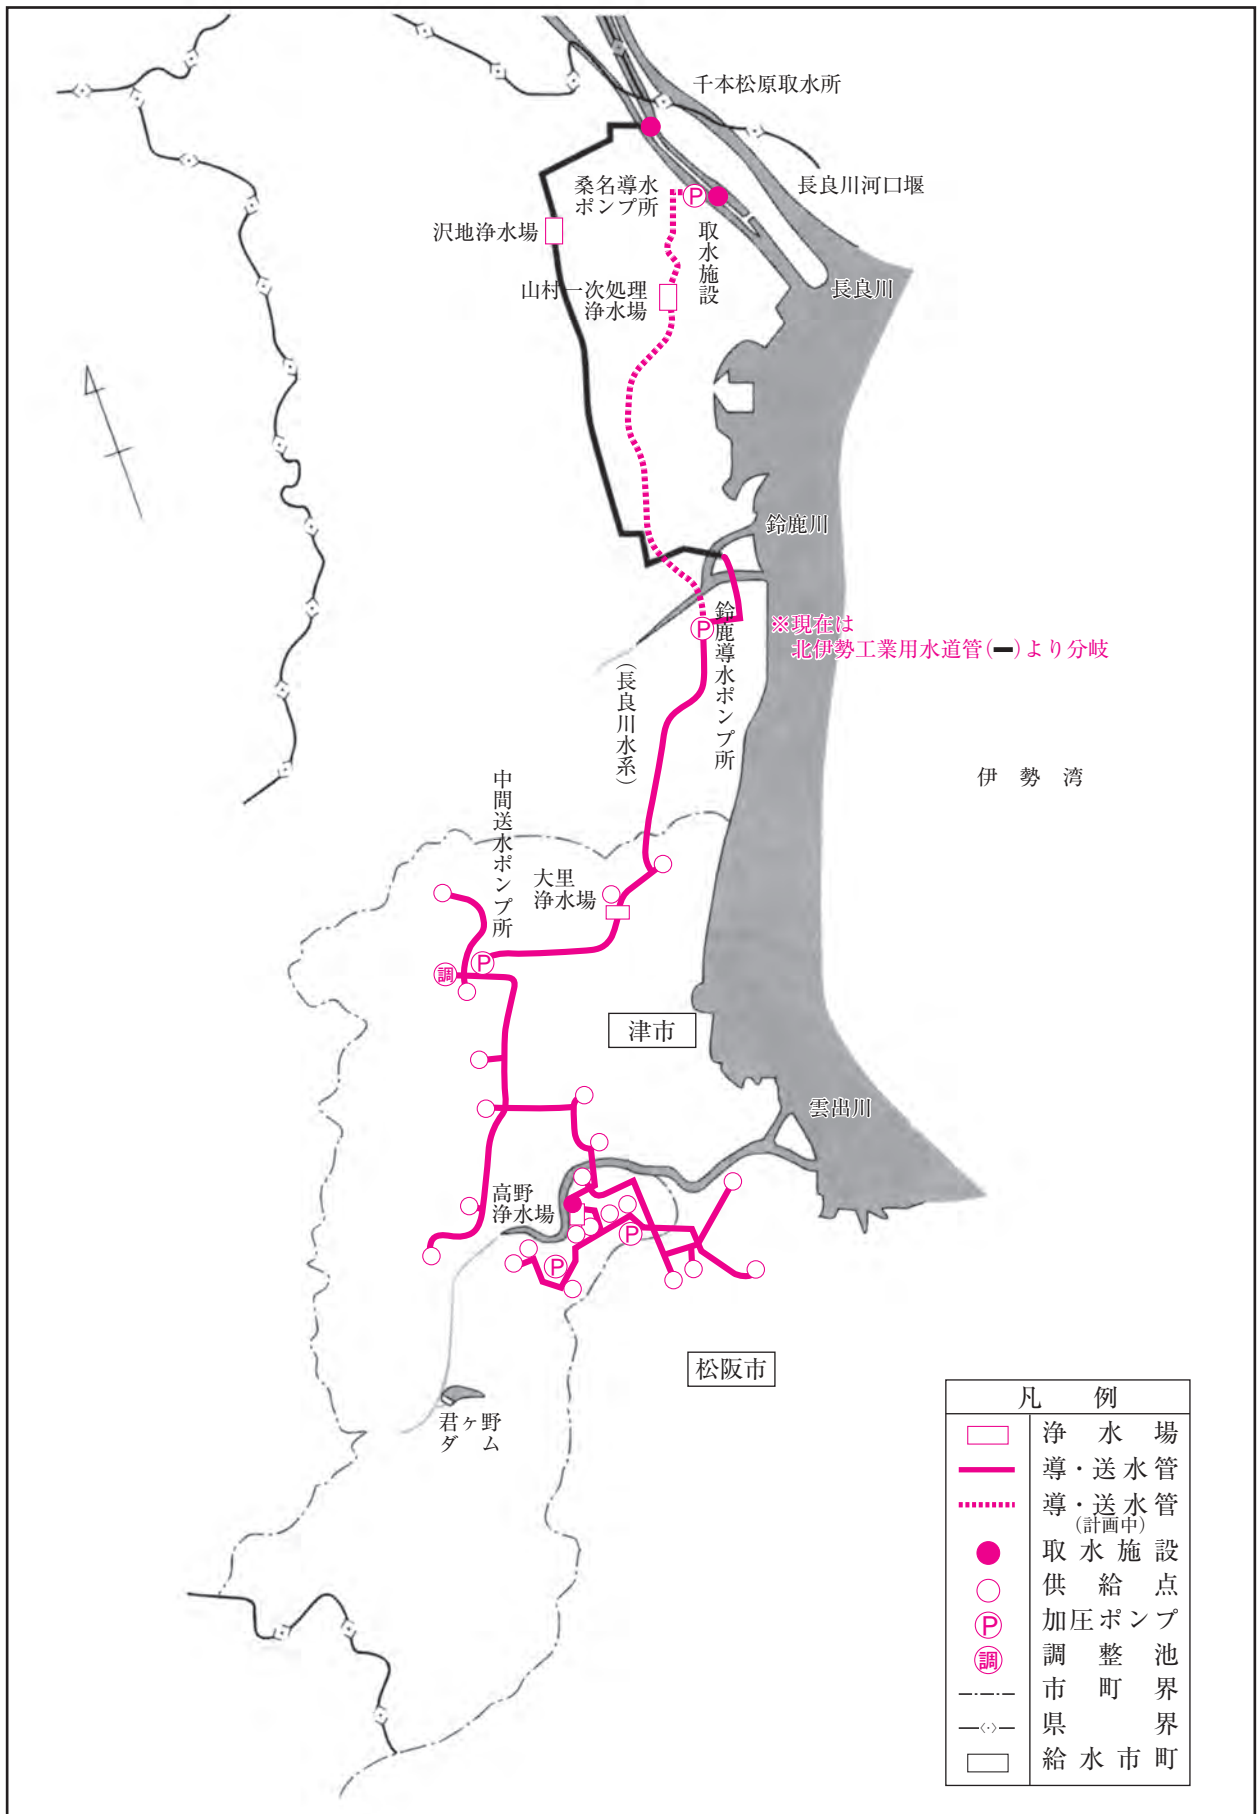 千本松原取水所
長良川河口堰
桑名導水
ポンプ所
沢地浄水場
取水施設
山村一次処理
浄水場
長良川
鈴鹿川
鈴鹿導水ポンプ所
※現在は
北伊勢工業用水道管(━)より分岐
(長良川水系)
伊勢湾
中間送水ポンプ所
大里
浄水場
津市
雲出川
高野
浄水場
松阪市
君ヶ野
ダム
凡例
浄水場
導・送水管
導・送水管
(計画中)
取水施設
供給点
P 加圧ポンプ
調 調整池
市町界
県界
給水市町
P
P
P
調
P
P